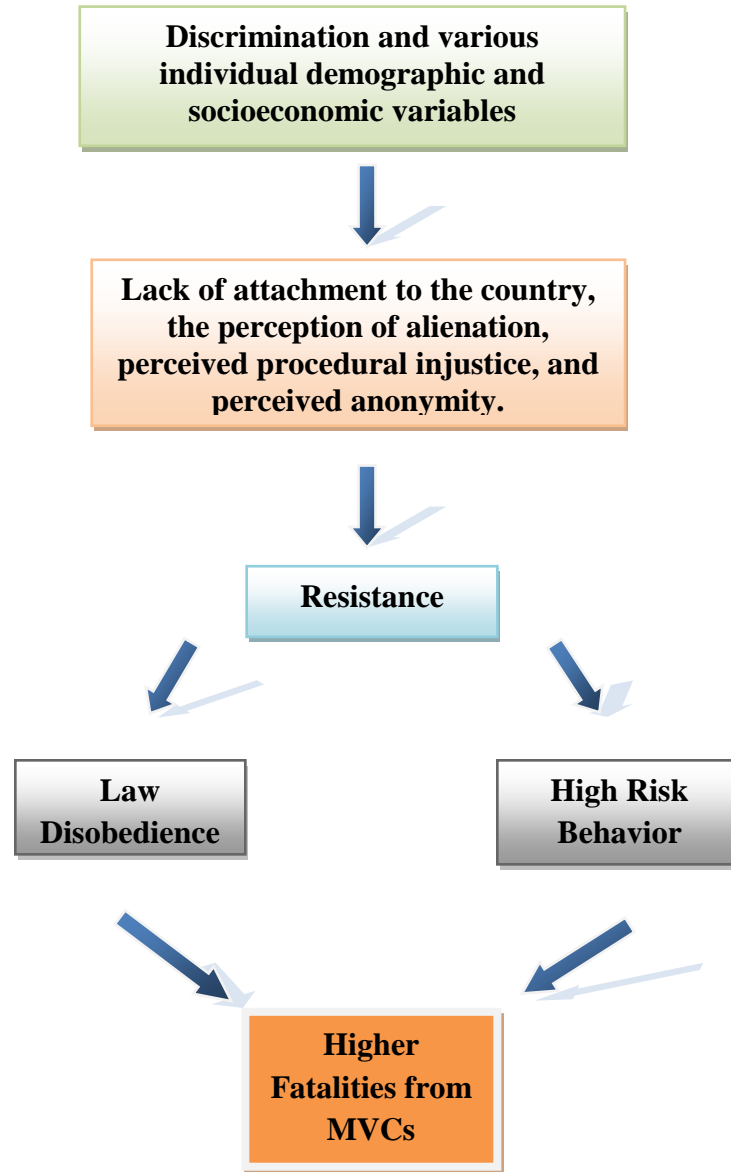 Discrimination and various
individual demographic and
socioeconomic variables
Lack of attachment to the country,
the perception of alienation,
perceived procedural injustice, and
perceived anonymity.
Resistance
Law
Disobedience
High Risk
Behavior
Higher
Fatalities from
MVCs